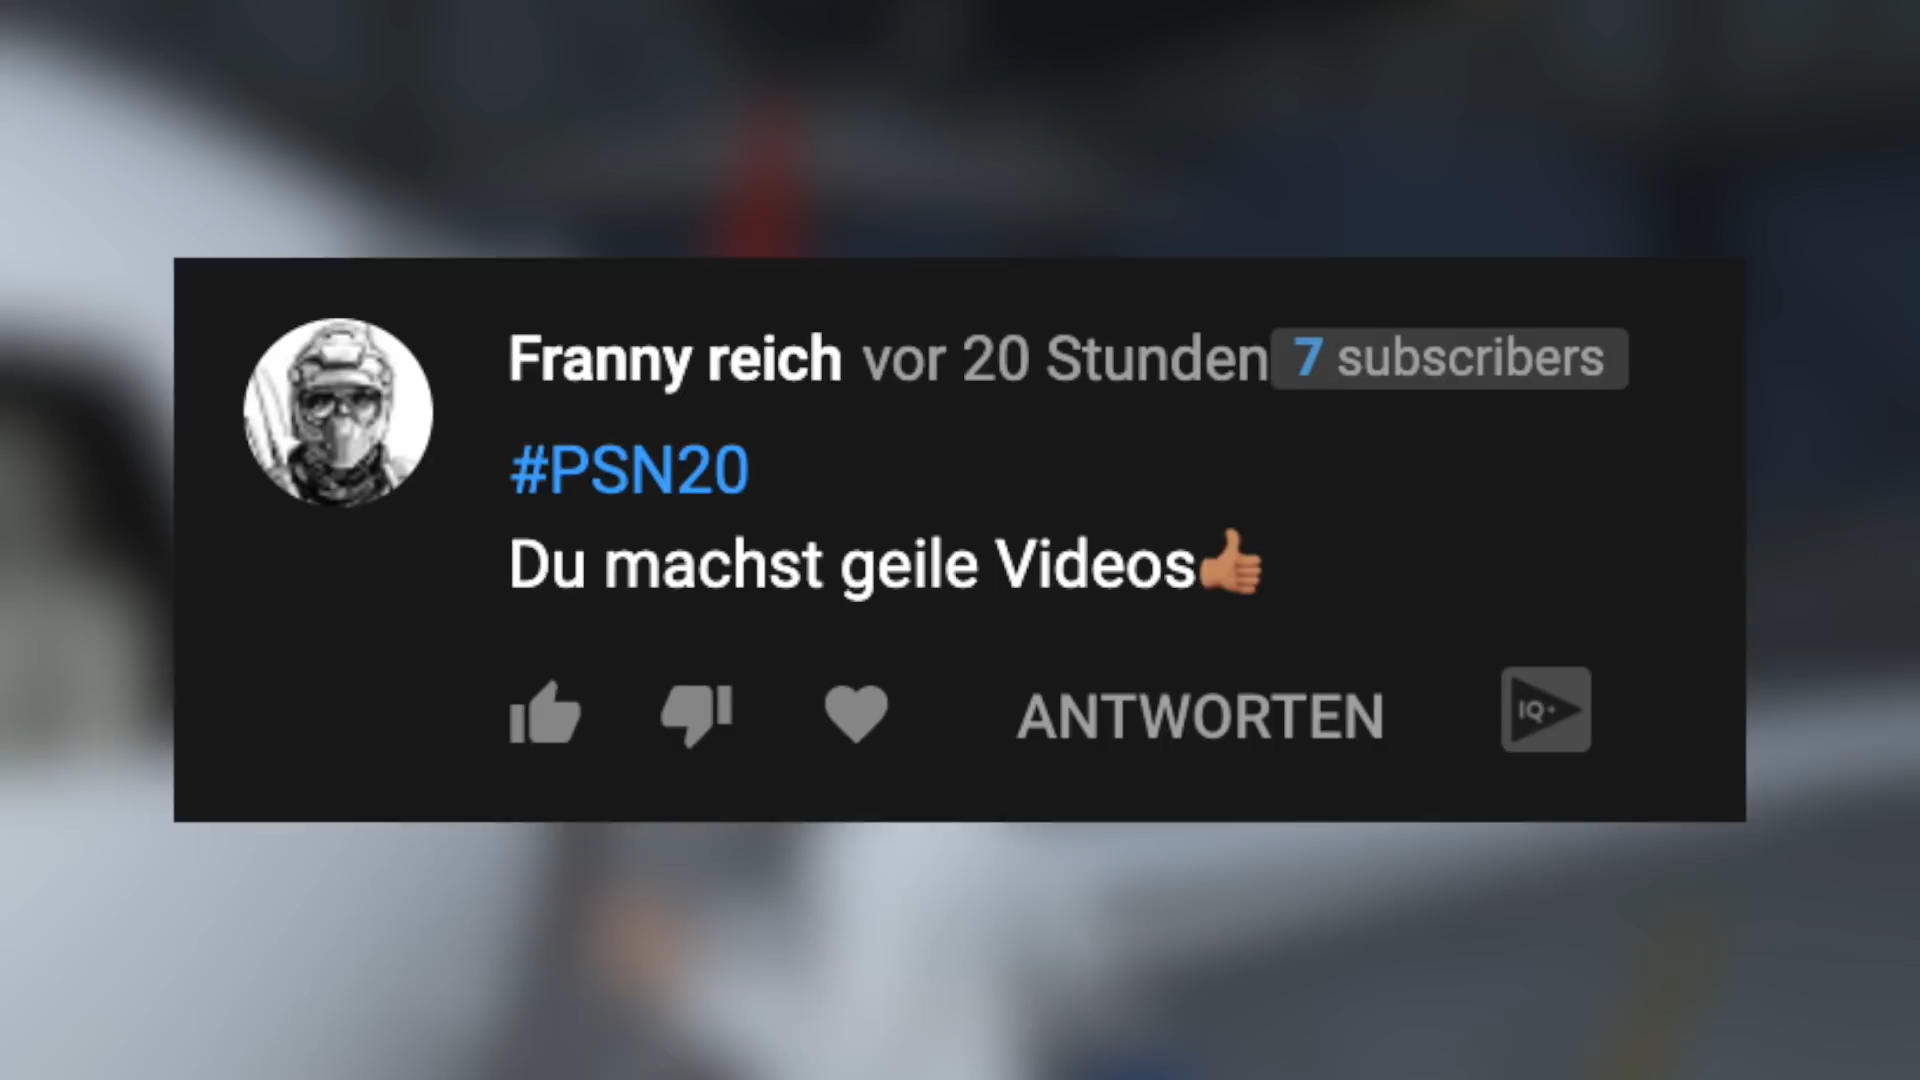 Franny reich vor 20 Stunden 7 subscribers
#PSN20
Du machst geile Videos👍🏽
ANTWORTEN
IQ